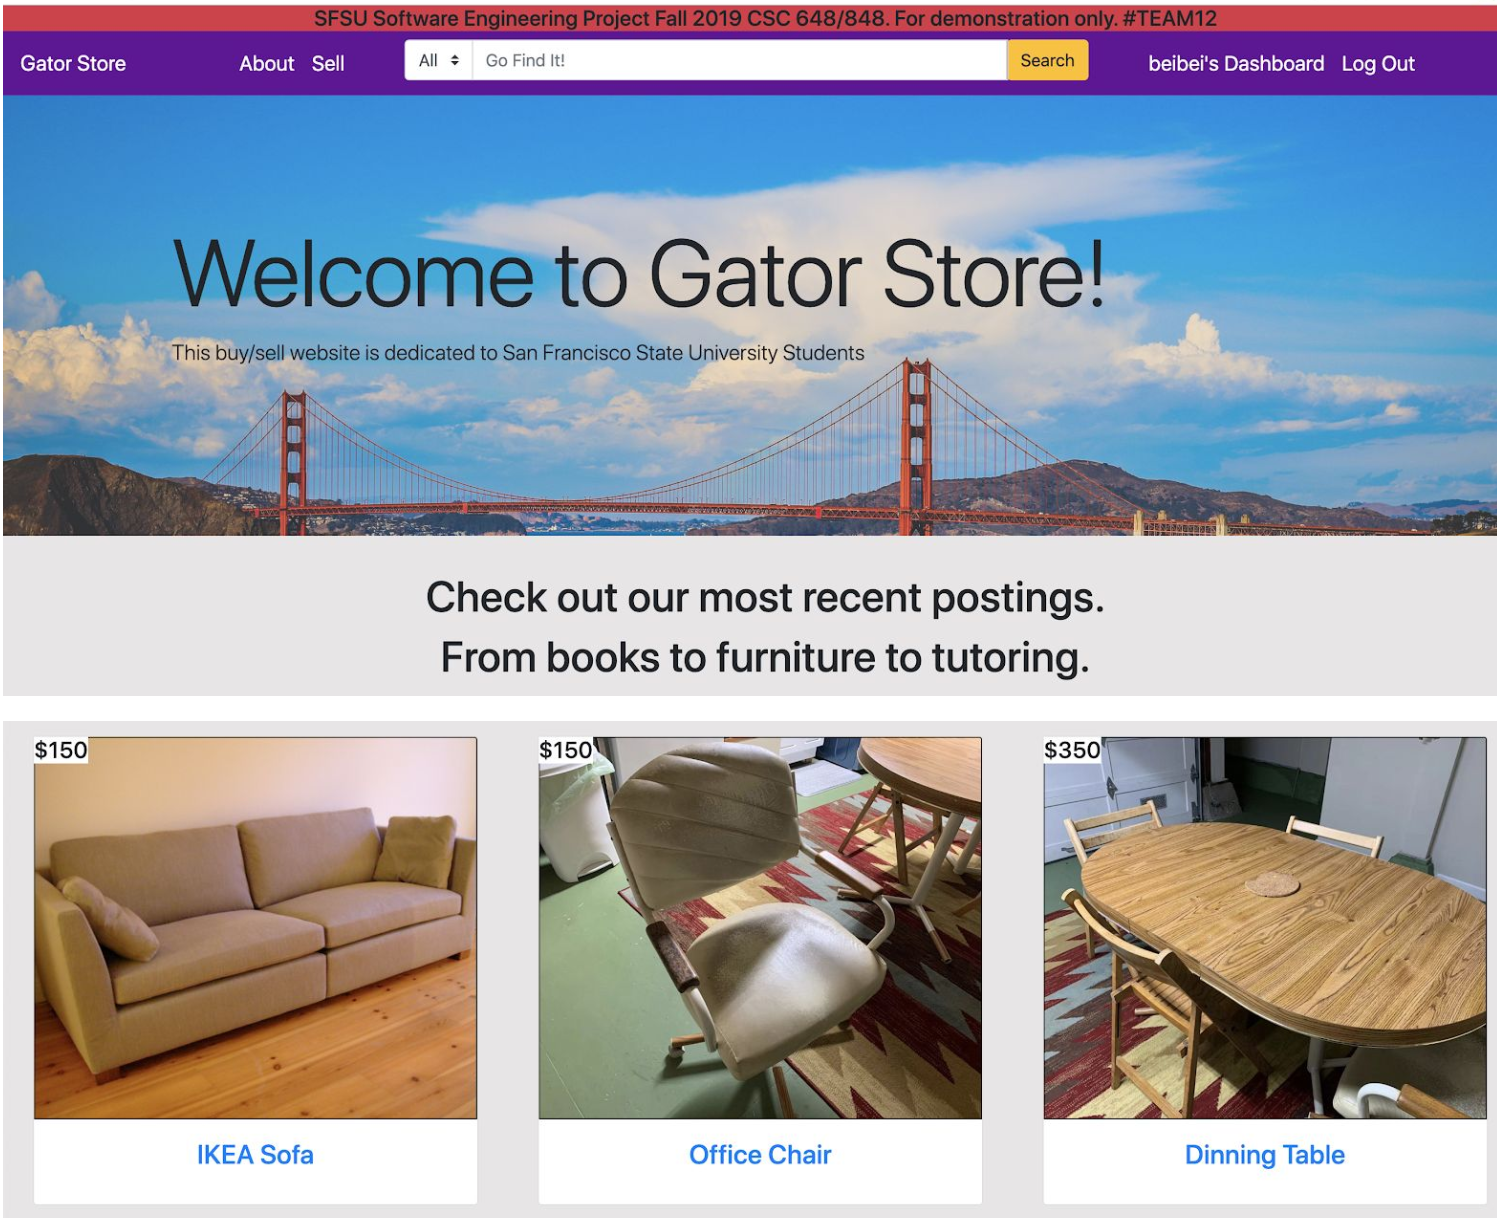 SFSU Software Engineering Project Fall 2019 CSC 648/848. For demonstration only. #TEAM12
Gator Store About Sell All Go Find It! Search beibei's Dashboard Log Out
Welcome to Gator Store!
This buy/sell website is dedicated to San Francisco State University Students
Check out our most recent postings.
From books to furniture to tutoring.
$150 $150 $350
IKEA Sofa Office Chair Dinning Table